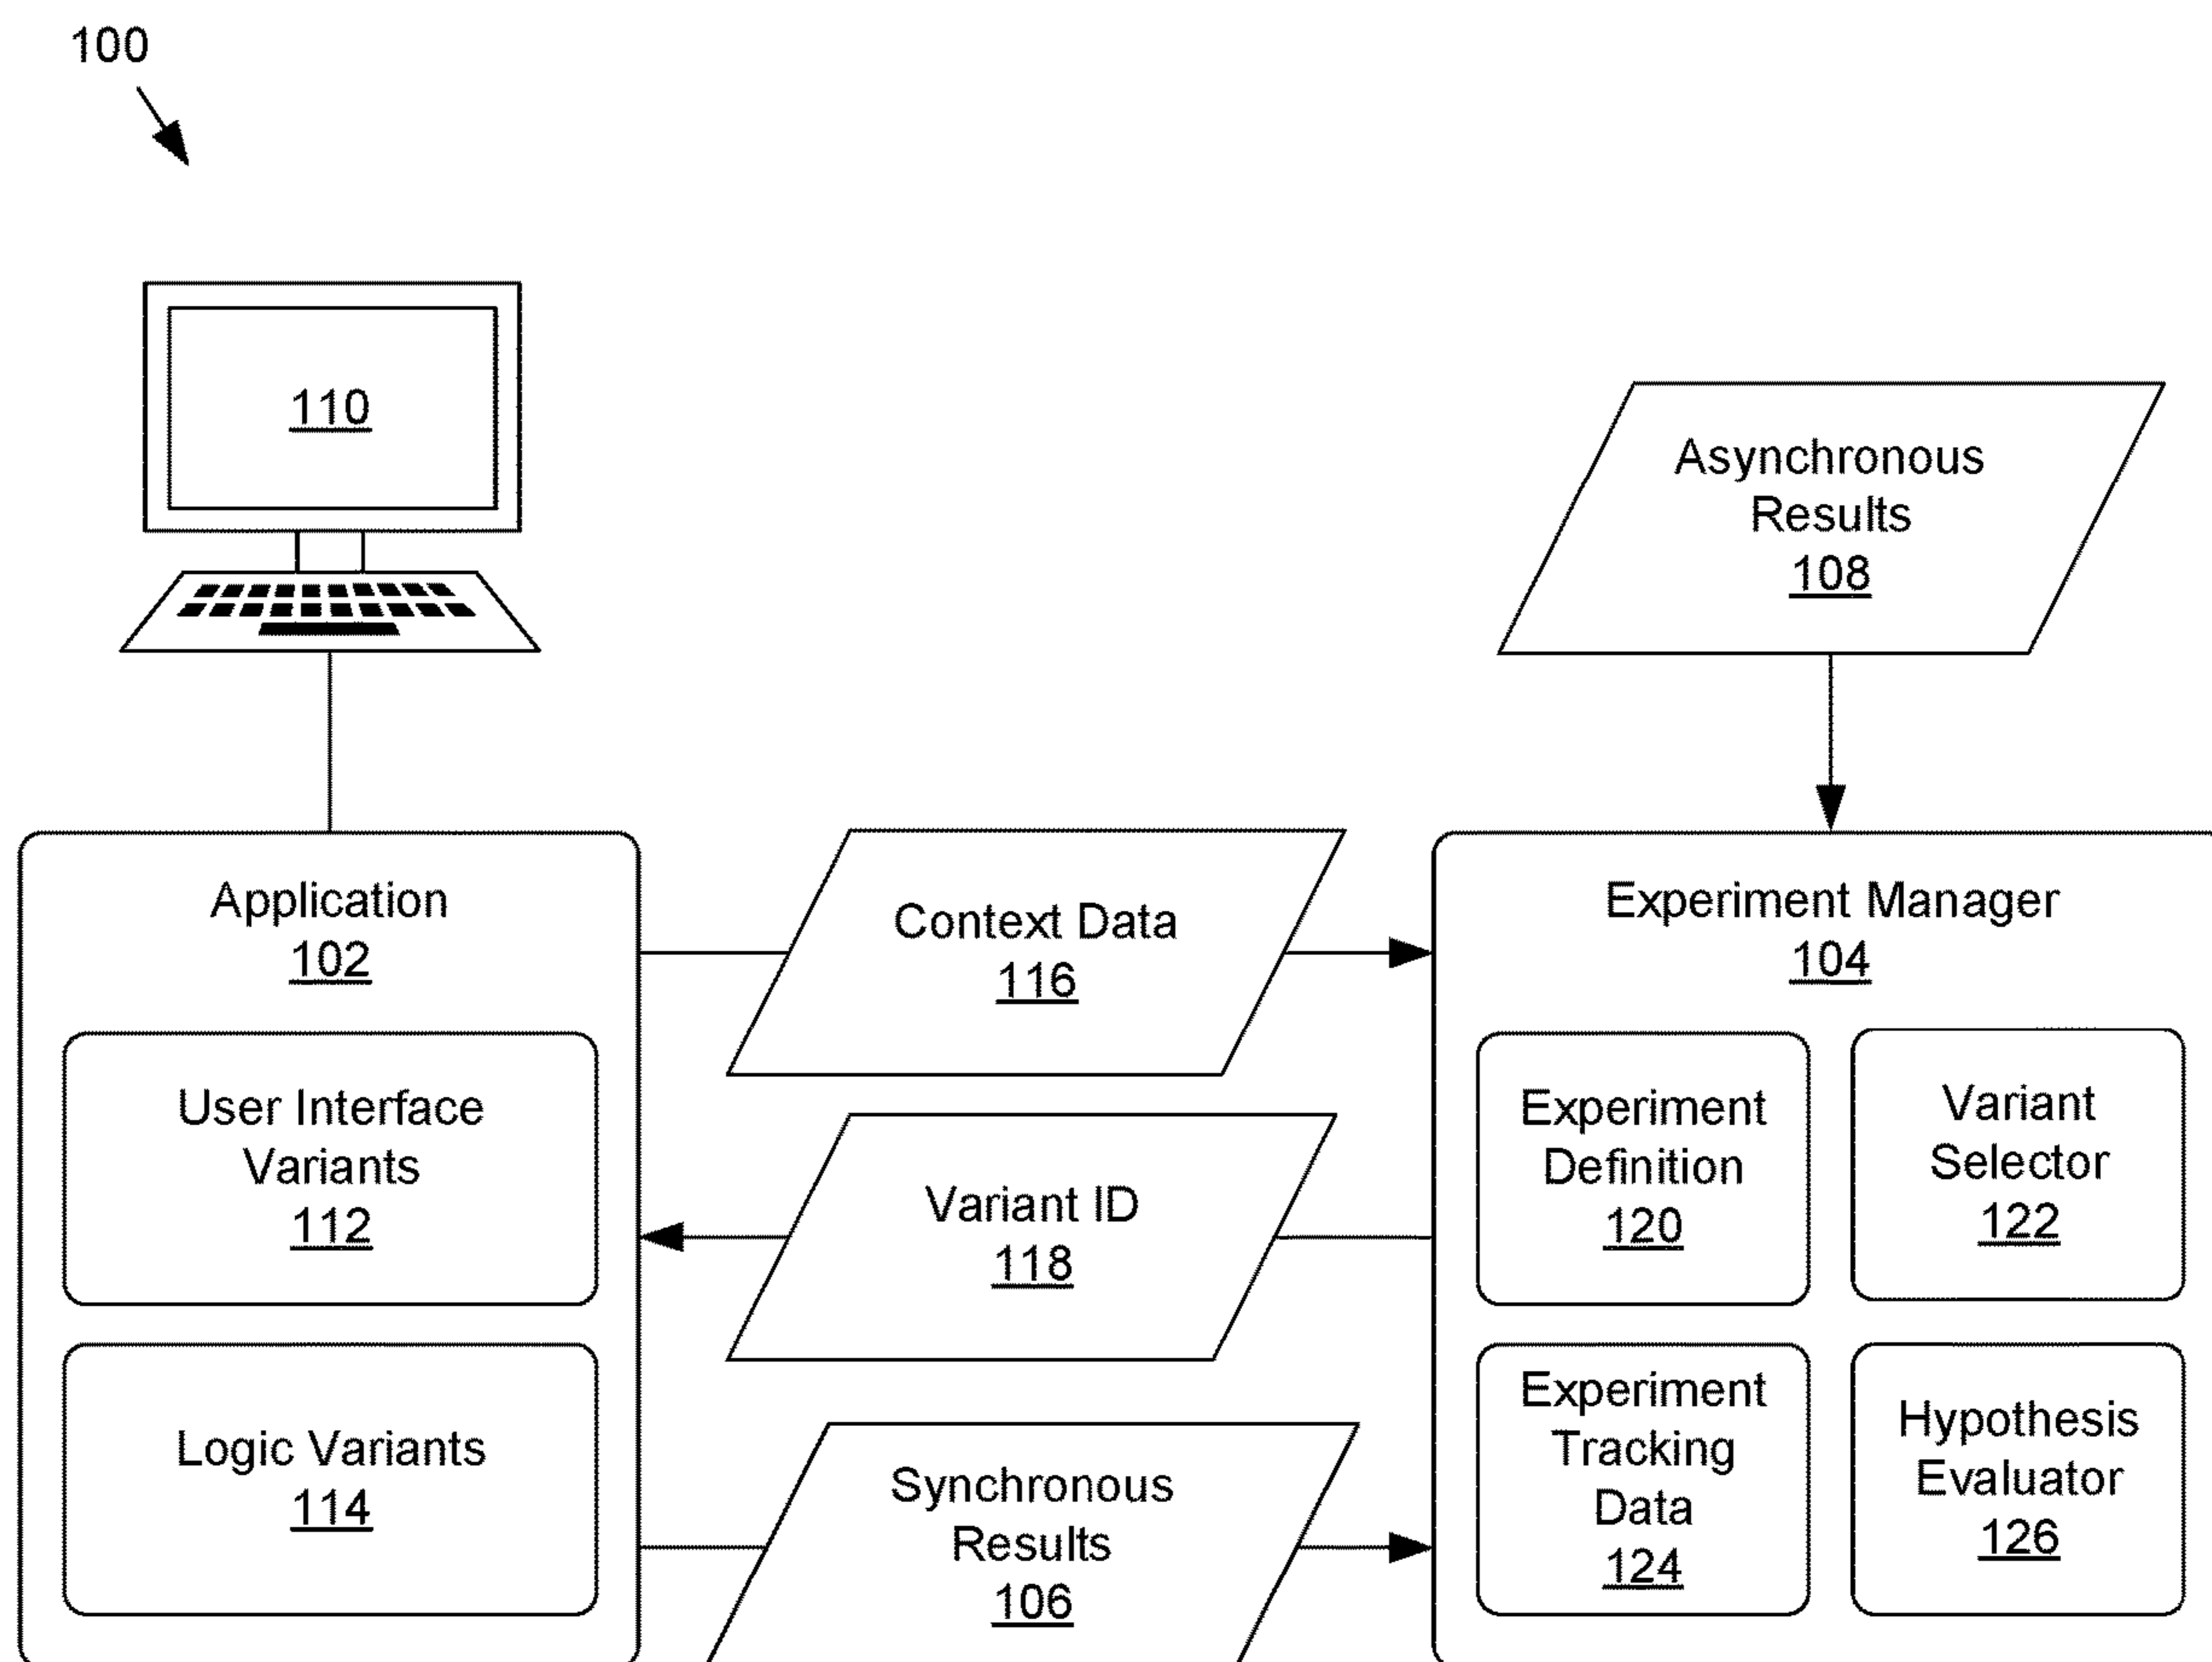 100
110
Asynchronous
Results
108
Application
102
User Interface
Variants
112
Logic Variants
114
Context Data
116
Variant ID
118
Synchronous
Results
106
Experiment Manager
104
Experiment
Definition
120
Variant
Selector
122
Experiment
Tracking
Data
124
Hypothesis
Evaluator
126